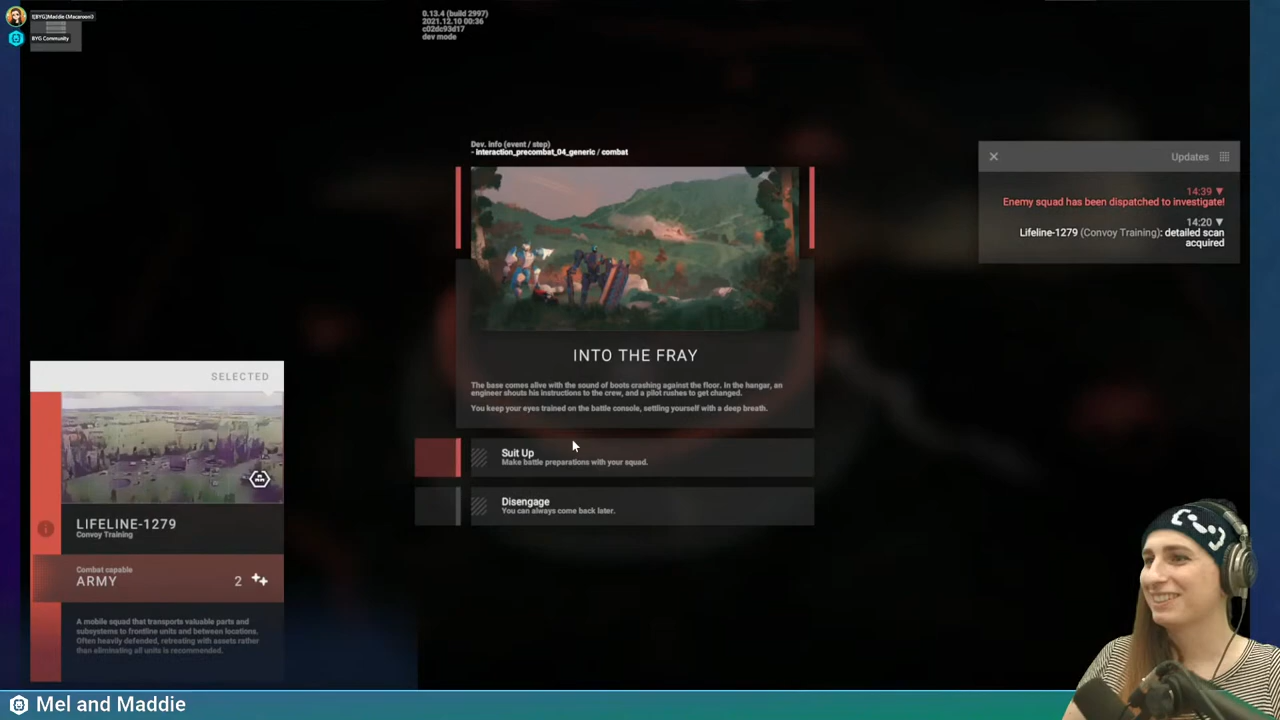 [BYG]Maddie (Macaroon3)
BYG Community
0.13.4 (build 2997)
2021.12.10 00:36
c02dc93d17
dev mode
Dev. info (event / step)
- interaction_precombat_04_generic / combat
Updates
14:39
Enemy squad has been dispatched to investigate!
14:20
Lifeline-1279 (Convoy Training): detailed scan
acquired
INTO THE FRAY
The base comes alive with the sound of boots crashing against the floor. In the hangar, an
engineer shouts his instructions to the crew, and a pilot rushes to get changed.
You keep your eyes trained on the battle console, settling yourself with a deep breath.
Suit Up
Make battle preparations with your squad.
Disengage
You can always come back later.
SELECTED
LIFELINE-1279
Convoy Training
Combat capable
ARMY 2
A mobile squad that transports valuable parts and
subsystems to frontline units and between locations.
Often heavily defended, retreating with assets rather
than eliminating all units is recommended.
Mel and Maddie